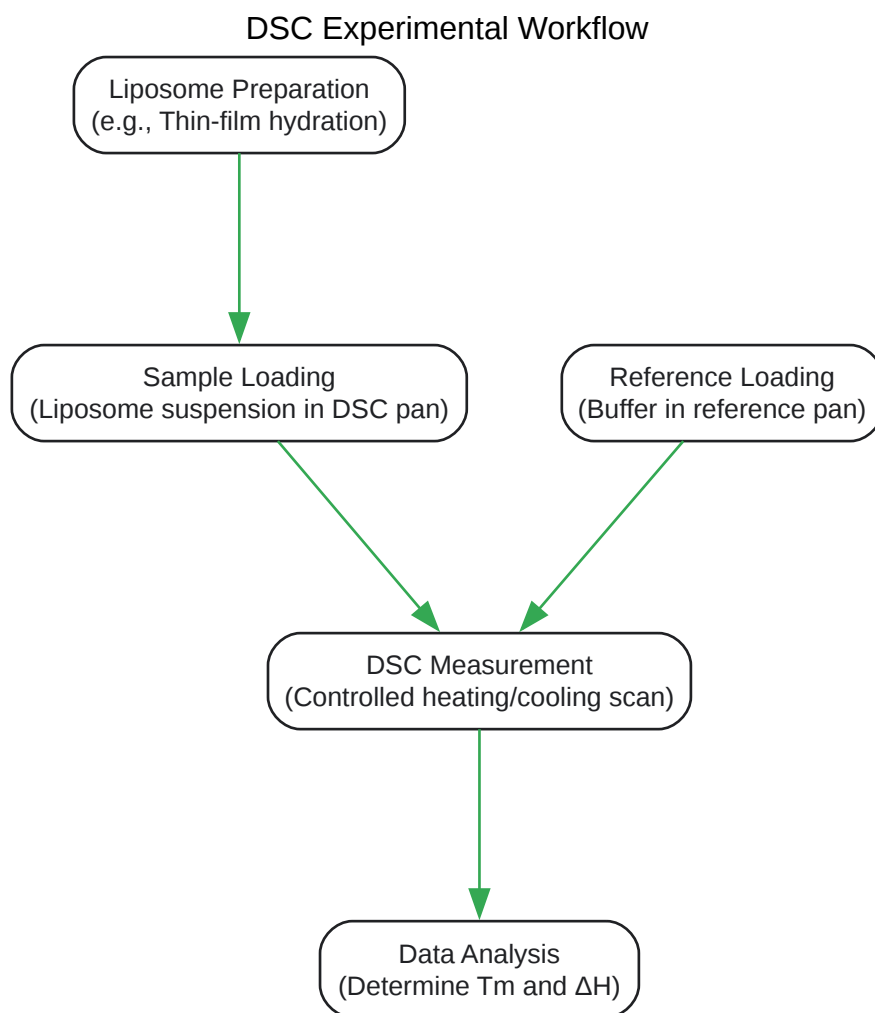 DSC Experimental Workflow
Liposome Preparation
(e.g., Thin-film hydration)
Sample Loading
(Liposome suspension in DSC pan)
Reference Loading
(Buffer in reference pan)
DSC Measurement
(Controlled heating/cooling scan)
Data Analysis
(Determine Tm and ΔH)